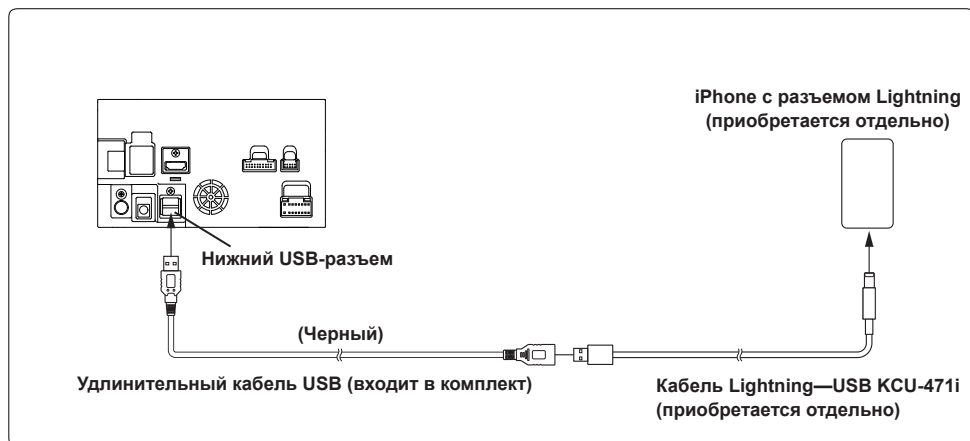 iPhone с разъемом Lightning
(приобретается отдельно)
Нижний USB-разъем
(Черный)
Удлинительный кабель USB (входит в комплект)
Кабель Lightning—USB KCU-471i
(приобретается отдельно)